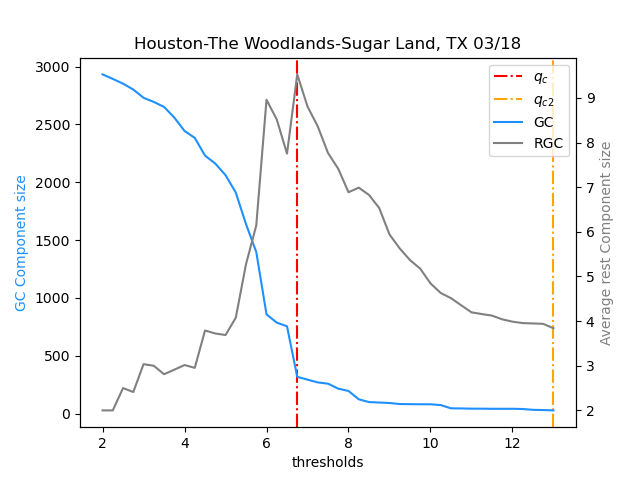 Houston-The Woodlands-Sugar Land, TX 03/18
GC Component size
3000
2500
2000
1500
1000
500
0
q_c
q_{c2}
GC
RGC
9
8
7
6
5
4
3
2
Average rest Component size
2 4 6 8 10 12
thresholds